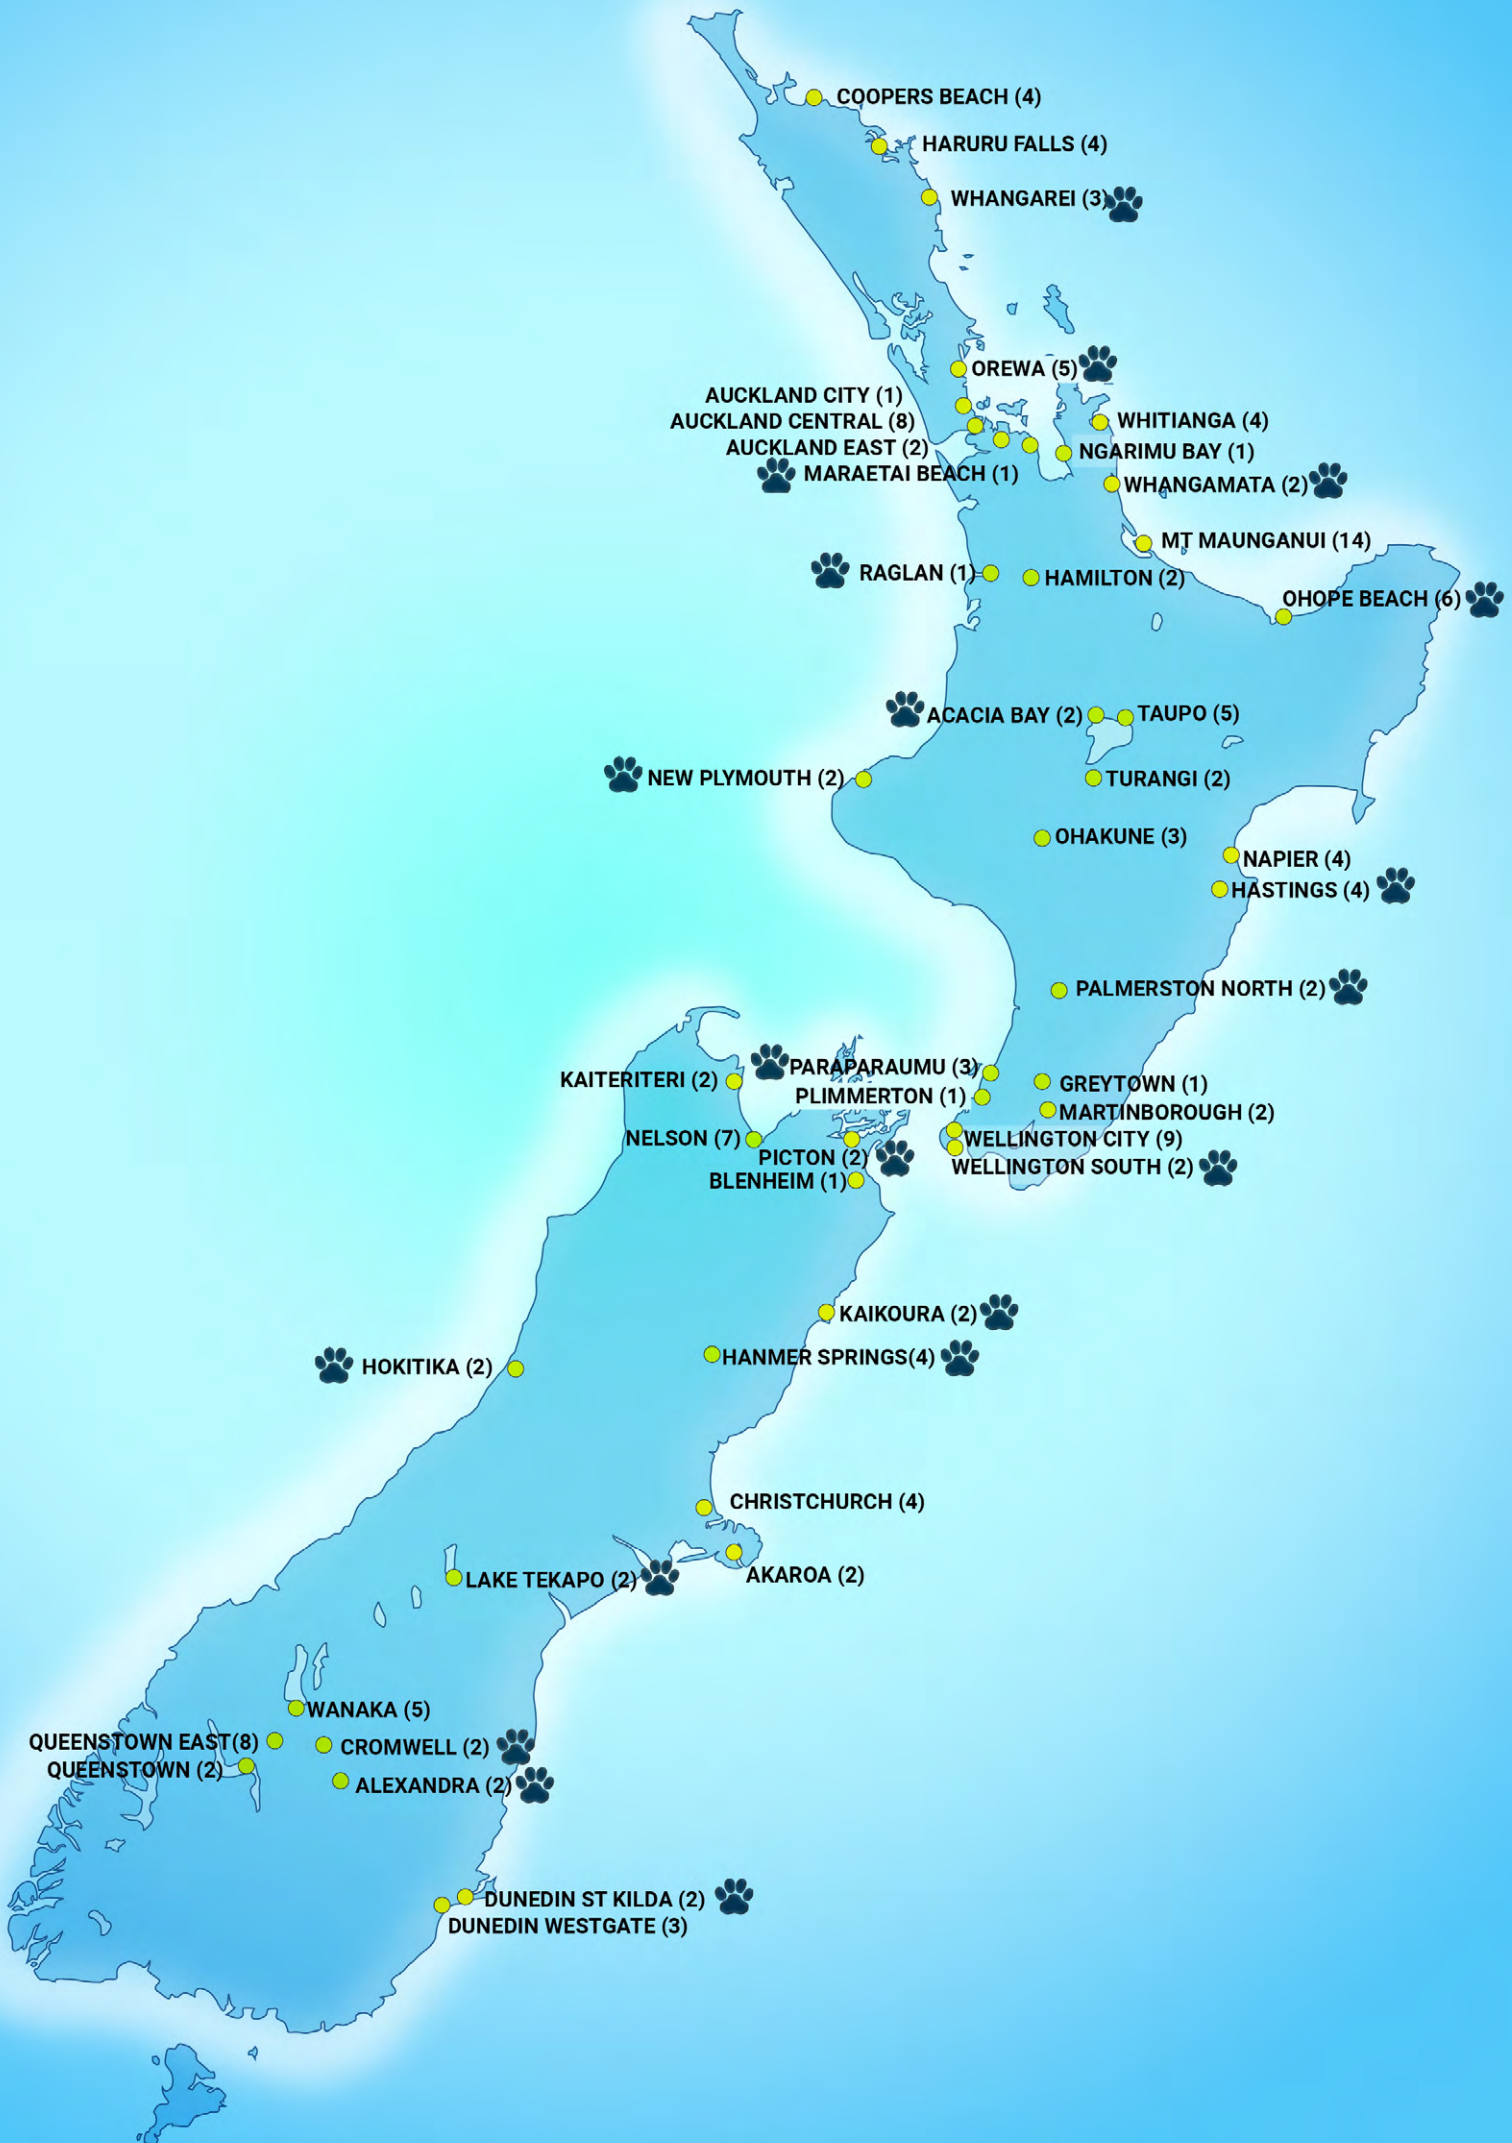 COOPERS BEACH (4)
HARURU FALLS (4)
WHANGAREI (3)
OREWA (5)
AUCKLAND CITY (1)
AUCKLAND CENTRAL (8)
AUCKLAND EAST (2)
MARAETAI BEACH (1)
WHITIANGA (4)
NGARIMU BAY (1)
WHANGAMATA (2)
MT MAUNGANUI (14)
RAGLAN (1)
HAMILTON (2)
OHOPE BEACH (6)
ACACIA BAY (2)
TAUPO (5)
NEW PLYMOUTH (2)
TURANGI (2)
OHAKUNE (3)
NAPIER (4)
HASTINGS (4)
PALMERSTON NORTH (2)
PARAPARAUMU (3)
KAITERITERI (2)
PLIMMERTON (1)
GREYTOWN (1)
MARTINBOROUGH (2)
NELSON (7)
WELLINGTON CITY (9)
PICTON (2)
WELLINGTON SOUTH (2)
BLENHEIM (1)
KAIKOURA (2)
HANMER SPRINGS(4)
HOKITIKA (2)
CHRISTCHURCH (4)
AKAROA (2)
LAKE TEKAPO (2)
WANAKA (5)
QUEENSTOWN EAST(8)
CROMWELL (2)
QUEENSTOWN (2)
ALEXANDRA (2)
DUNEDIN ST KILDA (2)
DUNEDIN WESTGATE (3)